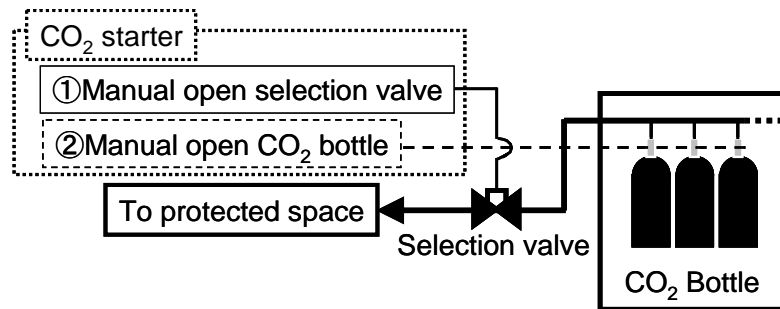 CO₂ starter
①Manual open selection valve
②Manual open CO₂ bottle
To protected space
Selection valve
CO₂ Bottle